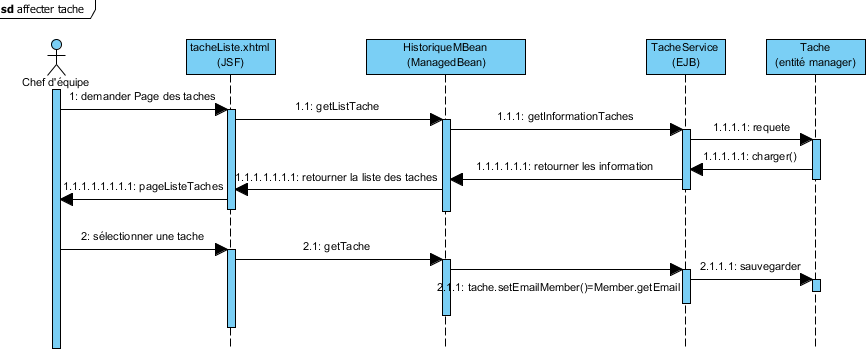 sd affecter tache
Chef d'équipe
tacheListe.xhtml
(JSF)
HistoriqueMBean
(ManagedBean)
TacheService
(EJB)
Tache
(entité manager)
1: demander Page des taches
1.1: getListTache
1.1.1: getInformationTaches
1.1.1.1: requete
1.1.1.1.1: charger()
1.1.1.1.1.1: retourner les information
1.1.1.1.1.1.1: retourner la liste des taches
1.1.1.1.1.1.1.1: pageListeTaches
2: sélectionner une tache
2.1: getTache
2.1.1: tache.setEmailMember()=Member.getEmail
2.1.1.1: sauvegarder